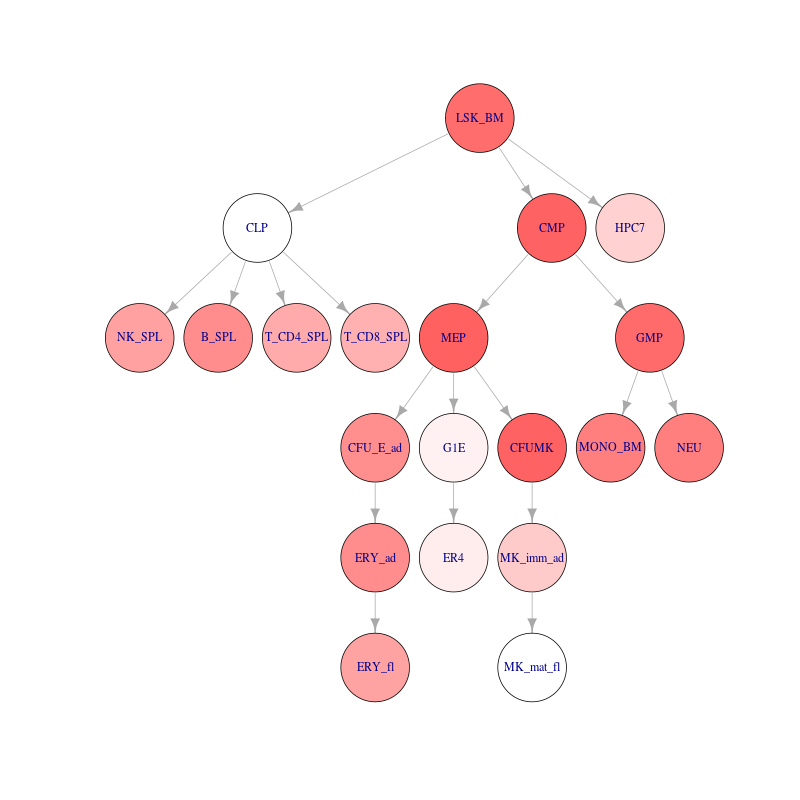 LSK_BM
CLP
CMP
HPC7
NK_SPL
B_SPL
T_CD4_SPL
T_CD8_SPL
MEP
GMP
CFU_E_ad
G1E
CFUMK
MONO_BM
NEU
ERY_ad
ER4
MK_imm_ad
ERY_fl
MK_mat_fl